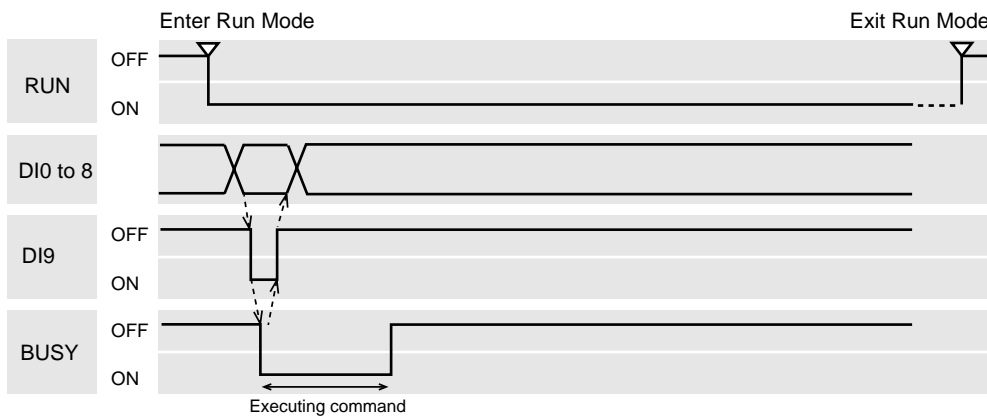 Enter Run Mode
Exit Run Mode
RUN
OFF
ON
DI0 to 8
DI9
OFF
ON
BUSY
OFF
ON
Executing command